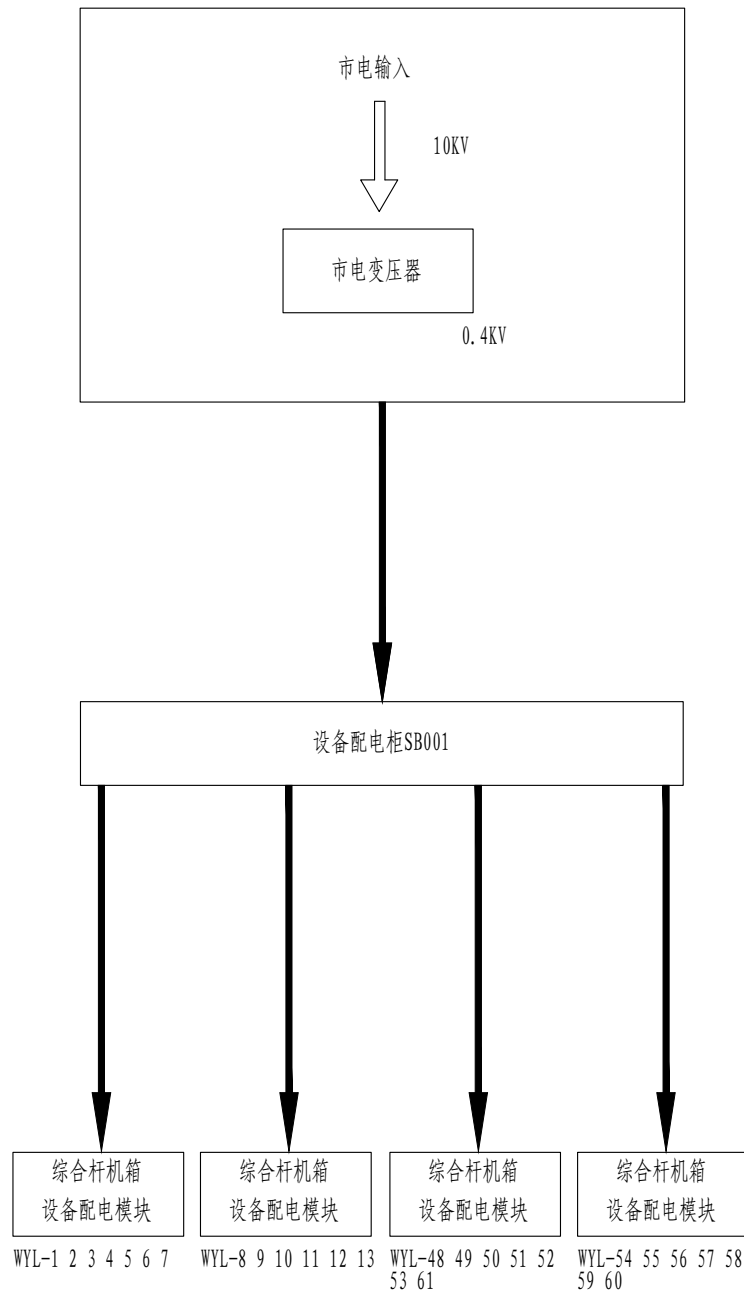 市电输入
10KV
市电变压器
0.4KV
设备配电柜SB001
综合杆机箱
设备配电模块
WYL-1 2 3 4 5 6 7
综合杆机箱
设备配电模块
WYL-8 9 10 11 12 13
综合杆机箱
设备配电模块
WYL-48 49 50 51 52
53 61
综合杆机箱
设备配电模块
WYL-54 55 56 57 58
59 60